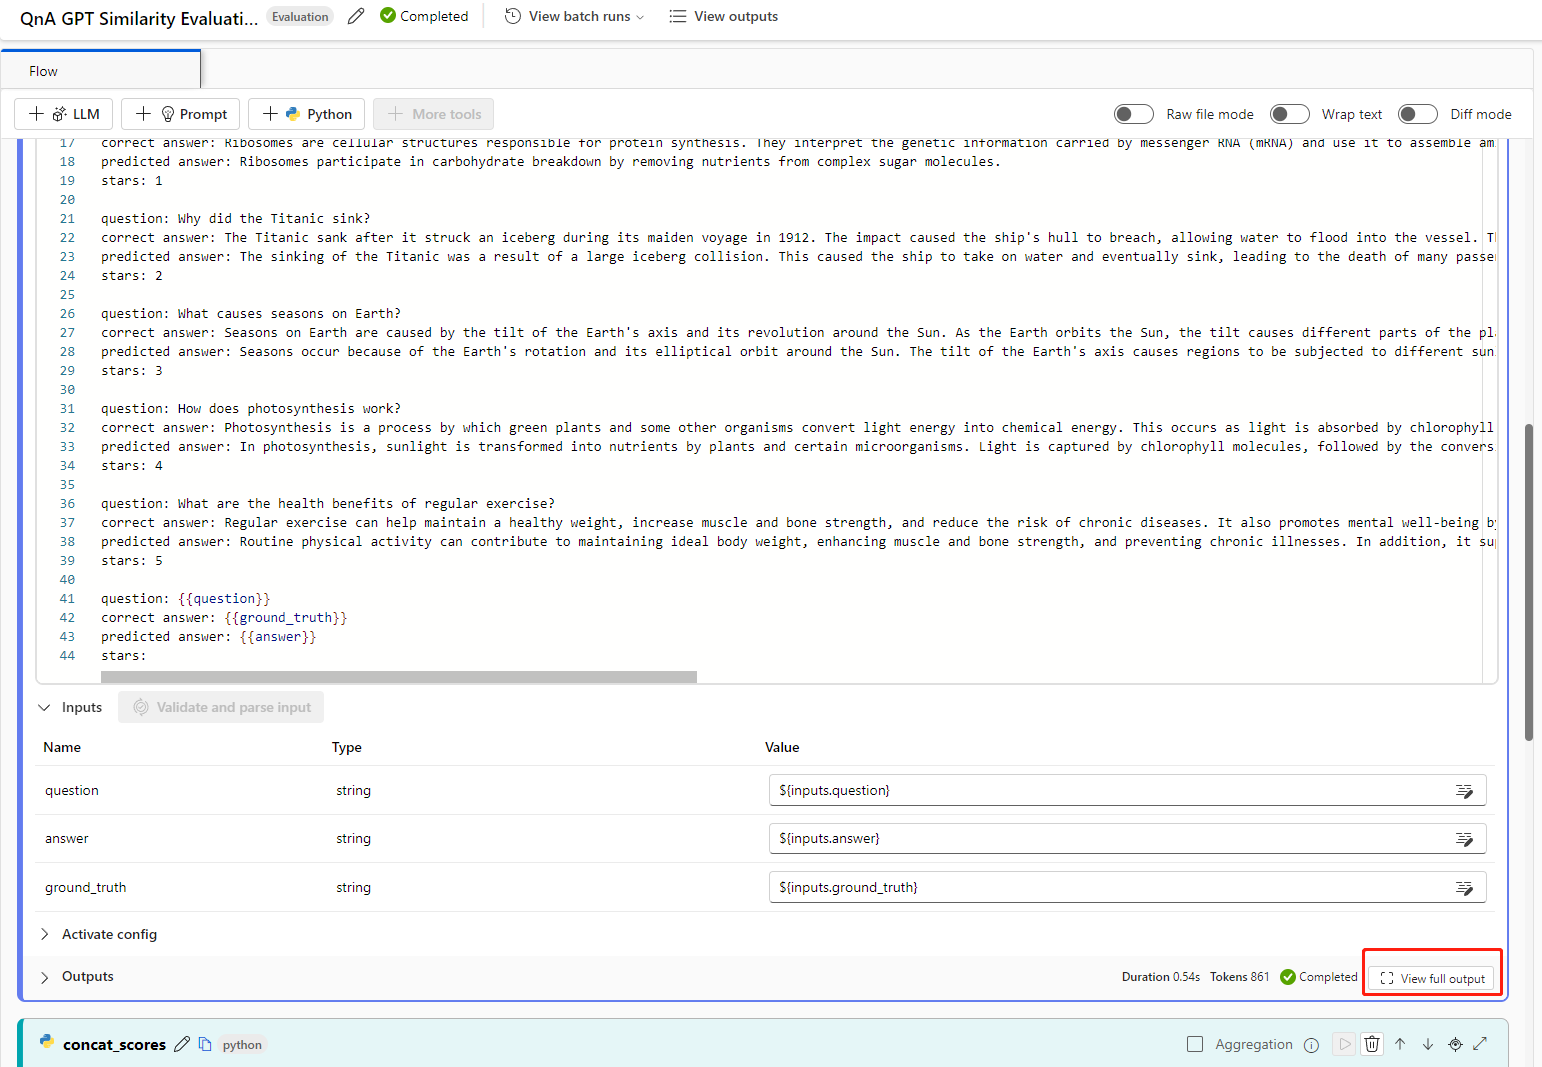 QnA GPT Similarity Evaluati... Evaluation Completed View batch runs View outputs
Flow
LLM Prompt Python More tools Raw file mode Wrap text Diff mode
17 correct answer: Ribosomes are cellular structures responsible for protein synthesis. They interpret the genetic information carried by messenger RNA (mRNA) and use it to assemble am
18 predicted answer: Ribosomes participate in carbohydrate breakdown by removing nutrients from complex sugar molecules.
19 stars: 1
20
21 question: Why did the Titanic sink?
22 correct answer: The Titanic sank after it struck an iceberg during its maiden voyage in 1912. The impact caused the ship's hull to breach, allowing water to flood into the vessel. Th
23 predicted answer: The sinking of the Titanic was a result of a large iceberg collision. This caused the ship to take on water and eventually sink, leading to the death of many passe
24 stars: 2
25
26 question: What causes seasons on Earth?
27 correct answer: Seasons on Earth are caused by the tilt of the Earth's axis and its revolution around the Sun. As the Earth orbits the Sun, the tilt causes different parts of the pl
28 predicted answer: Seasons occur because of the Earth's rotation and its elliptical orbit around the Sun. The tilt of the Earth's axis causes regions to be subjected to different sun
29 stars: 3
30
31 question: How does photosynthesis work?
32 correct answer: Photosynthesis is a process by which green plants and some other organisms convert light energy into chemical energy. This occurs as light is absorbed by chlorophyll
33 predicted answer: In photosynthesis, sunlight is transformed into nutrients by plants and certain microorganisms. Light is captured by chlorophyll molecules, followed by the convers
34 stars: 4
35
36 question: What are the health benefits of regular exercise?
37 correct answer: Regular exercise can help maintain a healthy weight, increase muscle and bone strength, and reduce the risk of chronic diseases. It also promotes mental well-being by
38 predicted answer: Routine physical activity can contribute to maintaining ideal body weight, enhancing muscle and bone strength, and preventing chronic illnesses. In addition, it su
39 stars: 5
40
41 question: {{question}}
42 correct answer: {{ground_truth}}
43 predicted answer: {{answer}}
44 stars:
Inputs Validate and parse input
Name Type Value
question string ${inputs.question}
answer string ${inputs.answer}
ground_truth string ${inputs.ground_truth}
Activate config
Outputs Duration 0.54s Tokens 861 Completed View full output
concat_scores python Aggregation